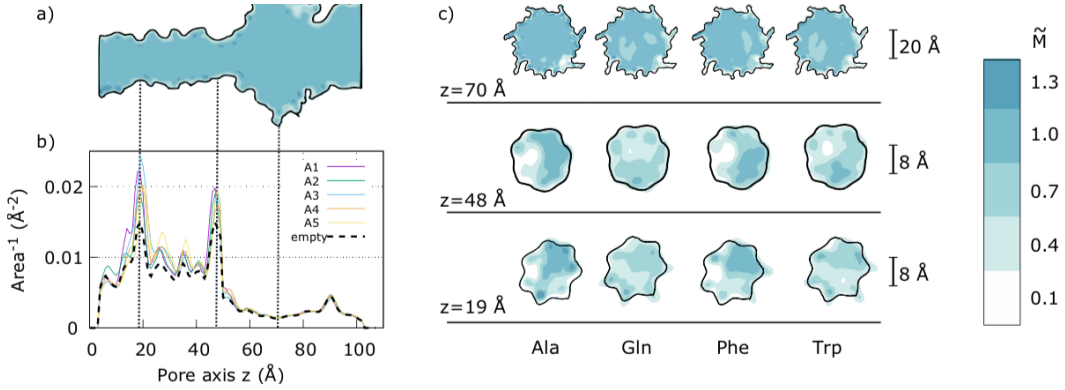 a)
b)
Area⁻¹ (Å⁻²)
0.02
0.01
0
A1
A2
A3
A4
A5
empty
0 20 40 60 80 100
Pore axis z (Å)
c)
z=70 Å
20 Å
z=48 Å
8 Å
z=19 Å
8 Å
Ala Gln Phe Trp
M̃
1.3
1.0
0.7
0.4
0.1